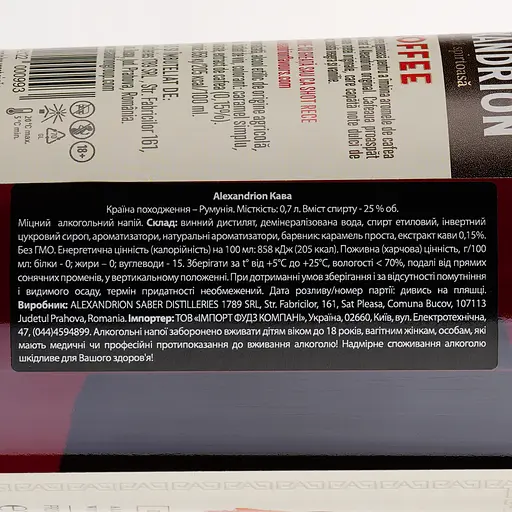 Alexandrion Кава
Країна походження – Румунія. Місткість: 0,7 л, Вміст спирту - 25 % об.
Міцний алкогольний напій. Склад: винний дистилят, демінералізована вода, спирт етиловий, інвертний
цукровий сироп, ароматизатори, натуральні ароматизатори, барвник: карамель проста, екстракт кави 0,15%.
Без ГМО. Енергетична цінність (калорійність) на 100 мл: 858 кДж (205 ккал). Поживна (харчова) цінність, г/100
мл: білки - 0; жири – 0; вуглеводи - 15. Зберігати за t° від +5°С до +25°С, вологості < 70%, подалі від прямих
сонячних променів, у вертикальному положенні. При дотриманні умов зберігання і за відсутності помутніння
і видимого осаду, термін придатності необмежений. Дата розливу/номер партії: дивись на пляшці.
Виробник: ALEXANDRION SABER DISTILLERIES 1789 SRL, Str. Fabricilor, 161, Sat Pleasa, Comuna Bucov, 107113
Judetul Prahova, Romania. Імпортер: ТОВ «ІМПОРТ ФУДЗ КОМПАНІ», Україна, 02660, Київ, вул. Електротехнічна,
47, (044)4594899. Алкогольні напої заборонено вживати дітям віком до 18 років, вагітним жінкам, особам, які
мають медичні чи професійні протипоказання до вживання алкоголю! Надмірне споживання алкоголю
шкідливе для Вашого здоров'я!
ANDRION
spirtoasă
OFFEE
18+